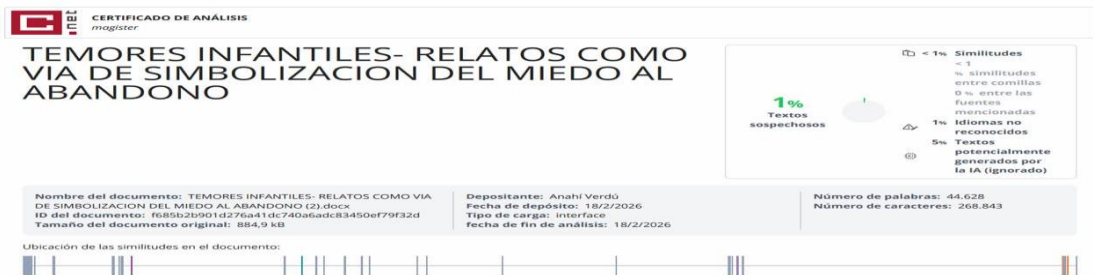 net
CERTIFICADO DE ANÁLISIS
magister
TEMORES INFANTILES- RELATOS COMO
VIA DE SIMBOLIZACION DEL MIEDO AL
ABANDONO
1%
Textos
sospechosos
< 1% Similitudes
< 1
% similitudes
entre comillas
0 % entre las
fuentes
mencionadas
1% Idiomas no
reconocidos
5% Textos
potencialmente
generados por
la IA (ignorado)
Nombre del documento: TEMORES INFANTILES- RELATOS COMO VIA
DE SIMBOLIZACION DEL MIEDO AL ABANDONO (2).docx
ID del documento: f685b2b901d276a41dc740a6adc83450ef79f32d
Tamaño del documento original: 884,9 kB
Depositante: Anahí Verdú
Fecha de depósito: 18/2/2026
Tipo de carga: interface
fecha de fin de análisis: 18/2/2026
Número de palabras: 44.628
Número de caracteres: 268.843
Ubicación de las similitudes en el documento: